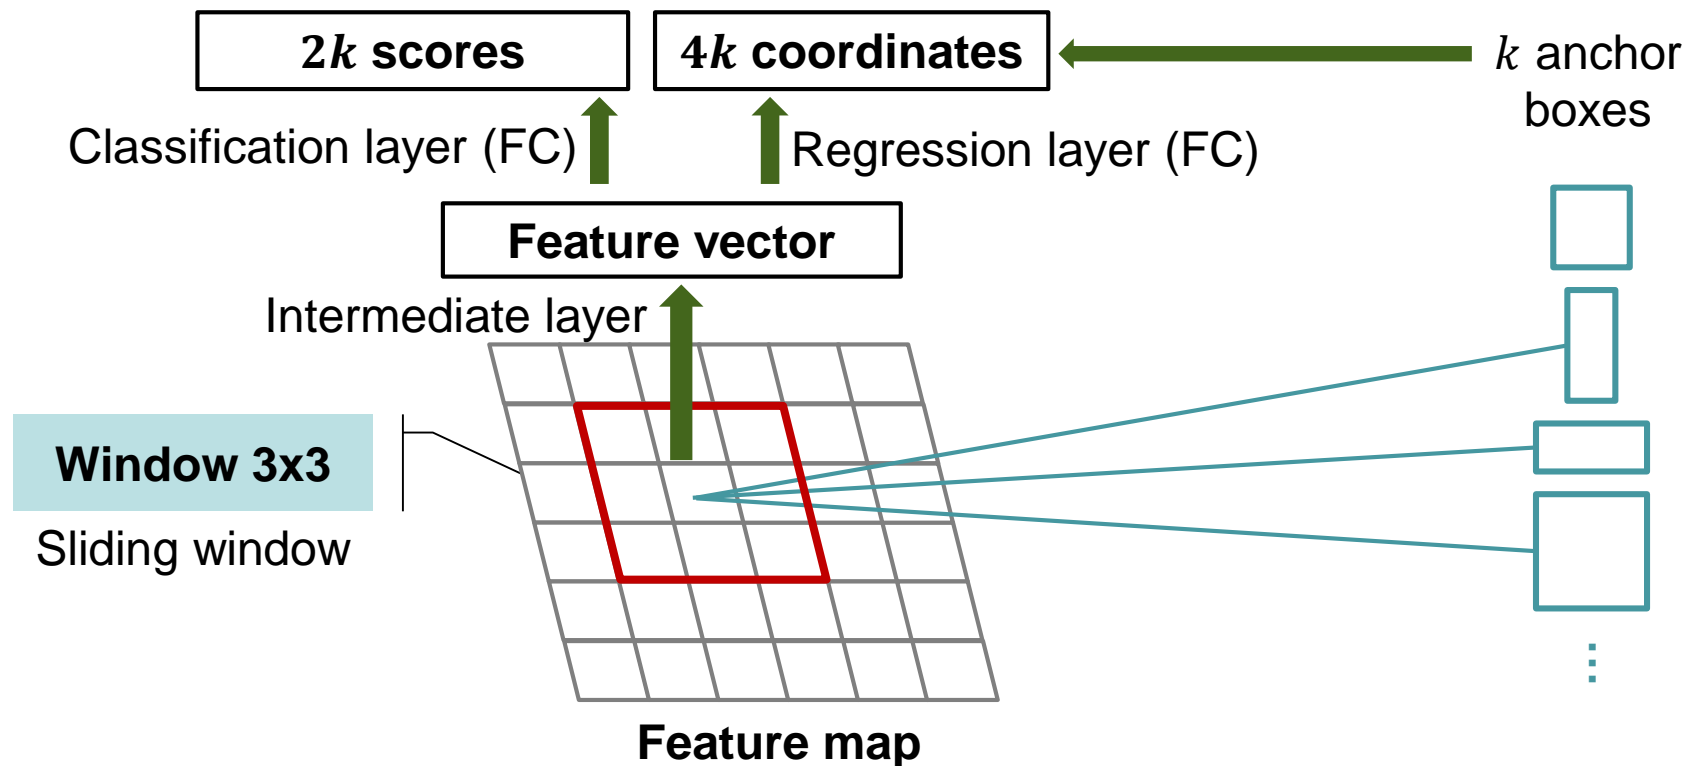 2k scores
4k coordinates
k anchor
boxes
Classification layer (FC)
Regression layer (FC)
Feature vector
Intermediate layer
Window 3x3
Sliding window
Feature map